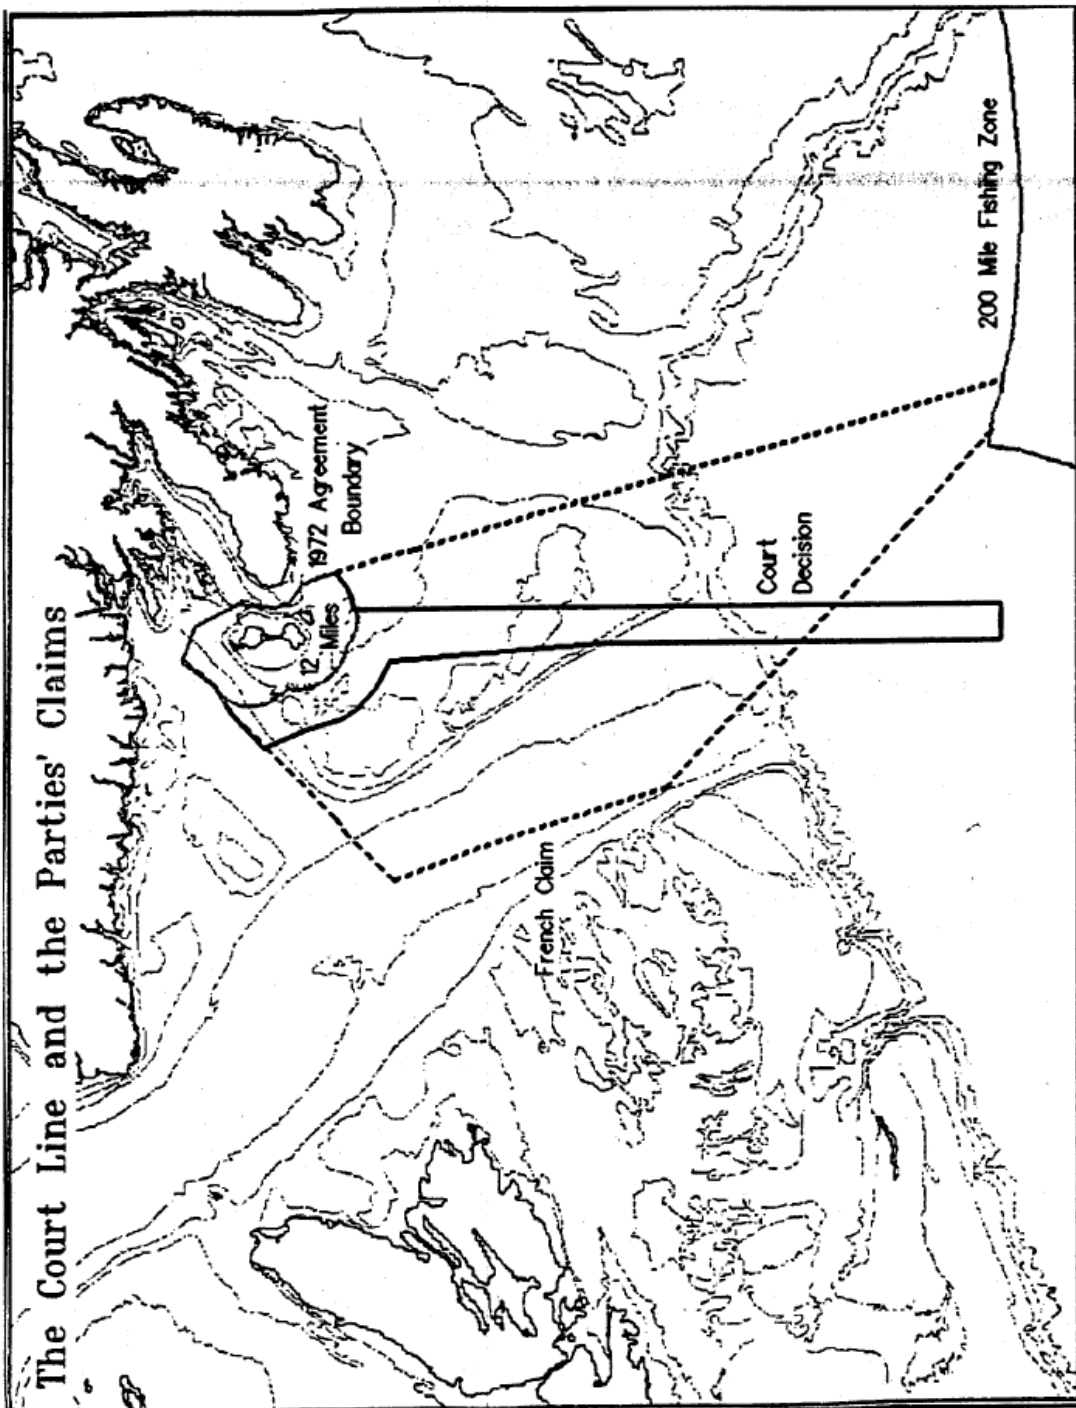 The Court Line and the Parties' Claims
1972 Agreement
Boundary
12 Miles
French Claim
Court
Decision
200 Mile Fishing Zone